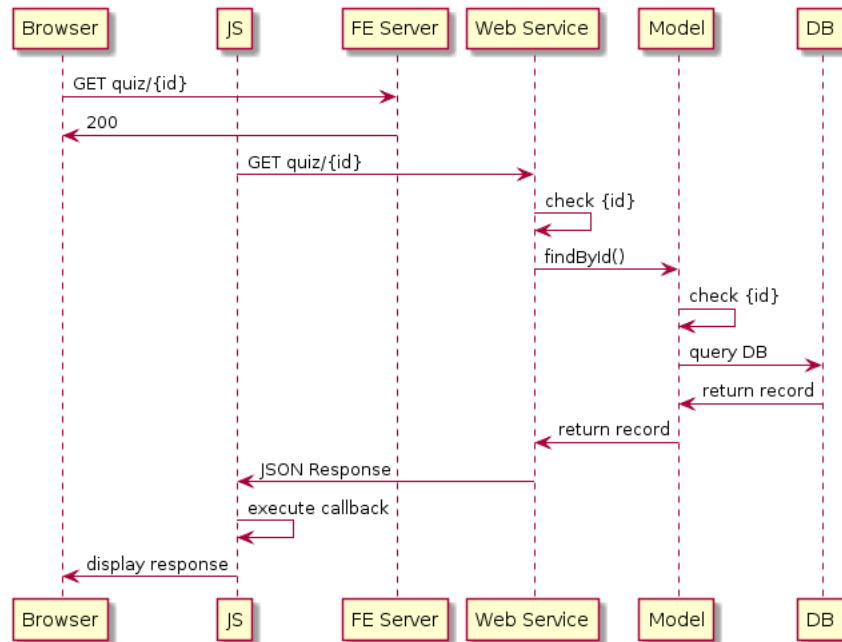 Browser
JS
FE Server
Web Service
Model
DB
GET quiz/{id}
200
GET quiz/{id}
check {id}
findById()
check {id}
query DB
return record
return record
JSON Response
execute callback
display response
Browser
JS
FE Server
Web Service
Model
DB